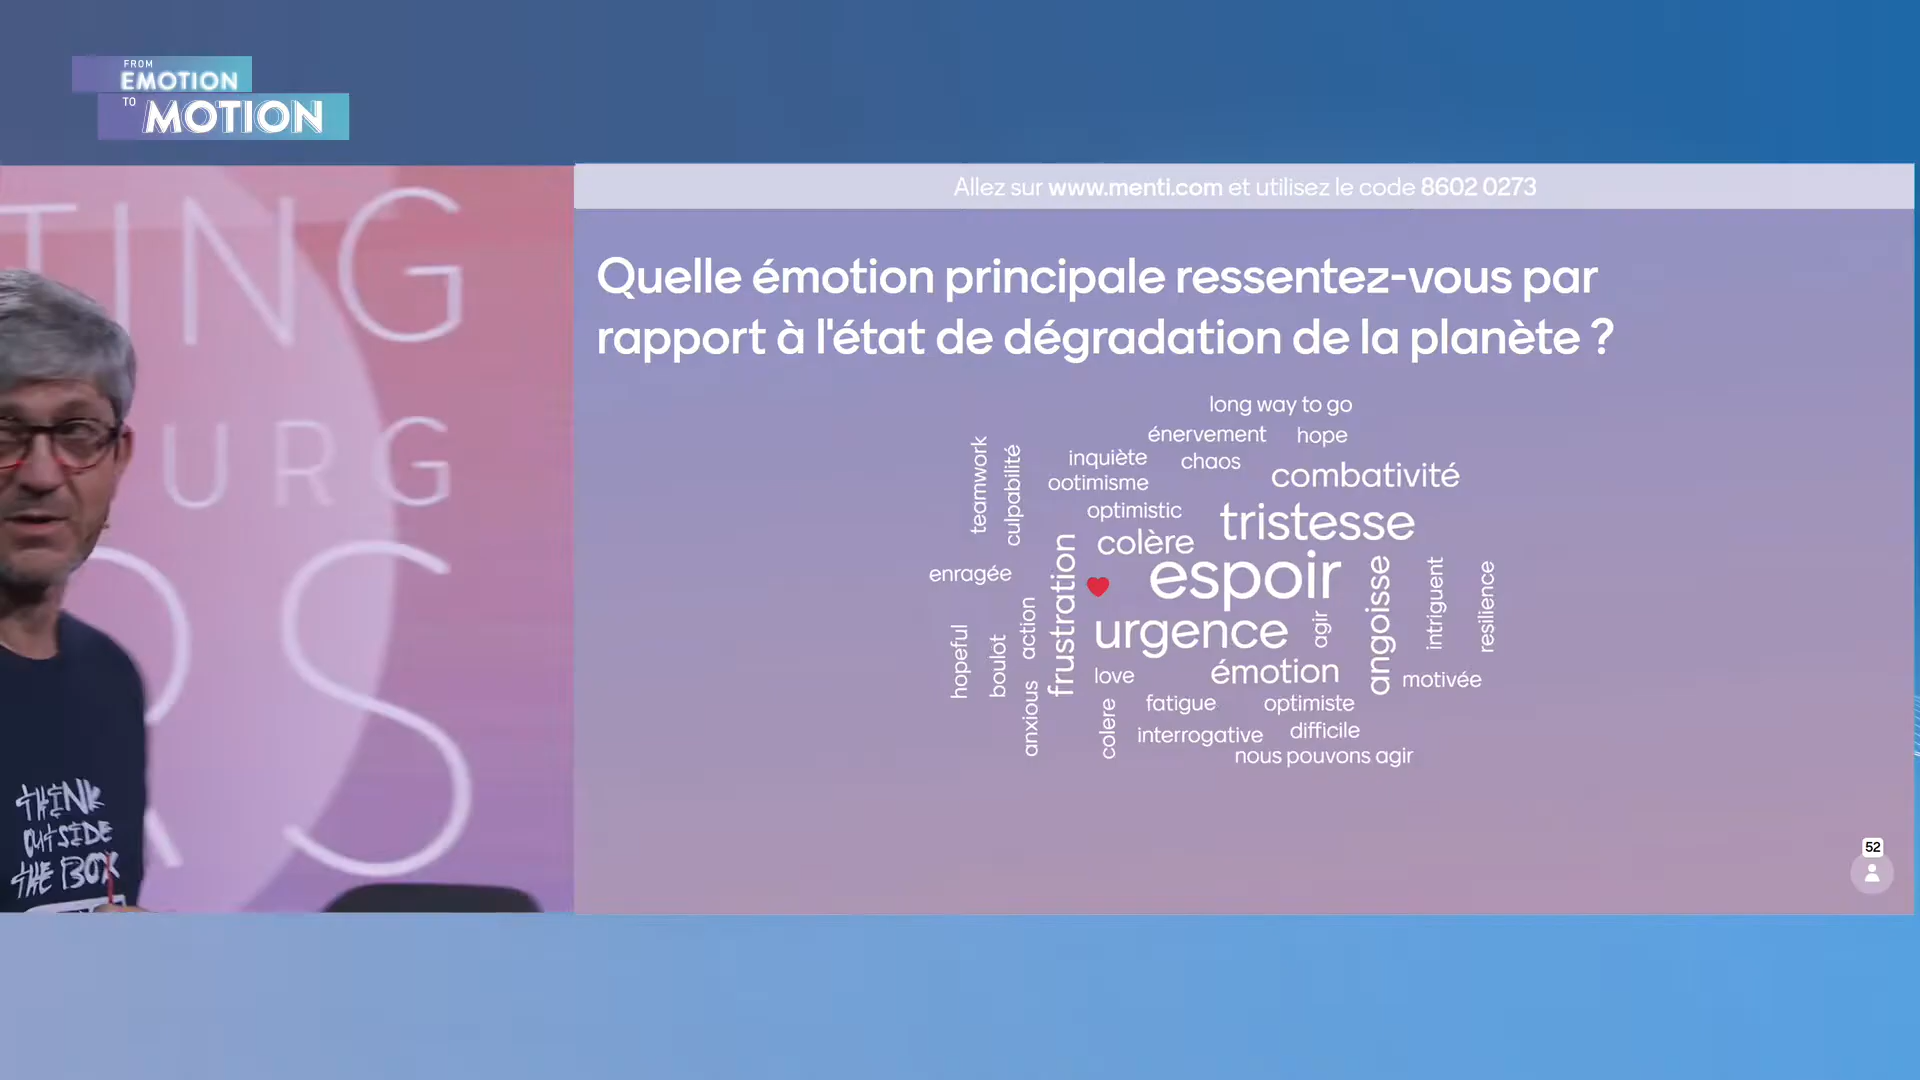 FROM
EMOTION
TO
MOTION
TING
URG
RS
THINK
OUTSIDE
THE BOX
Allez sur www.menti.com et utilisez le code 8602 0273
Quelle émotion principale ressentez-vous par
rapport à l'état de dégradation de la planète ?
long way to go
énervement
hope
inquiète
chaos
combativité
ootimisme
teamwork
culpabilité
optimistic
tristesse
colère
enragée
frustration
espoir
angoisse
intriguent
resilience
action
urgence
agir
hopeful
boulot
love
émotion
motivée
anxious
colere
fatigue
optimiste
interrogative
difficile
nous pouvons agir
52